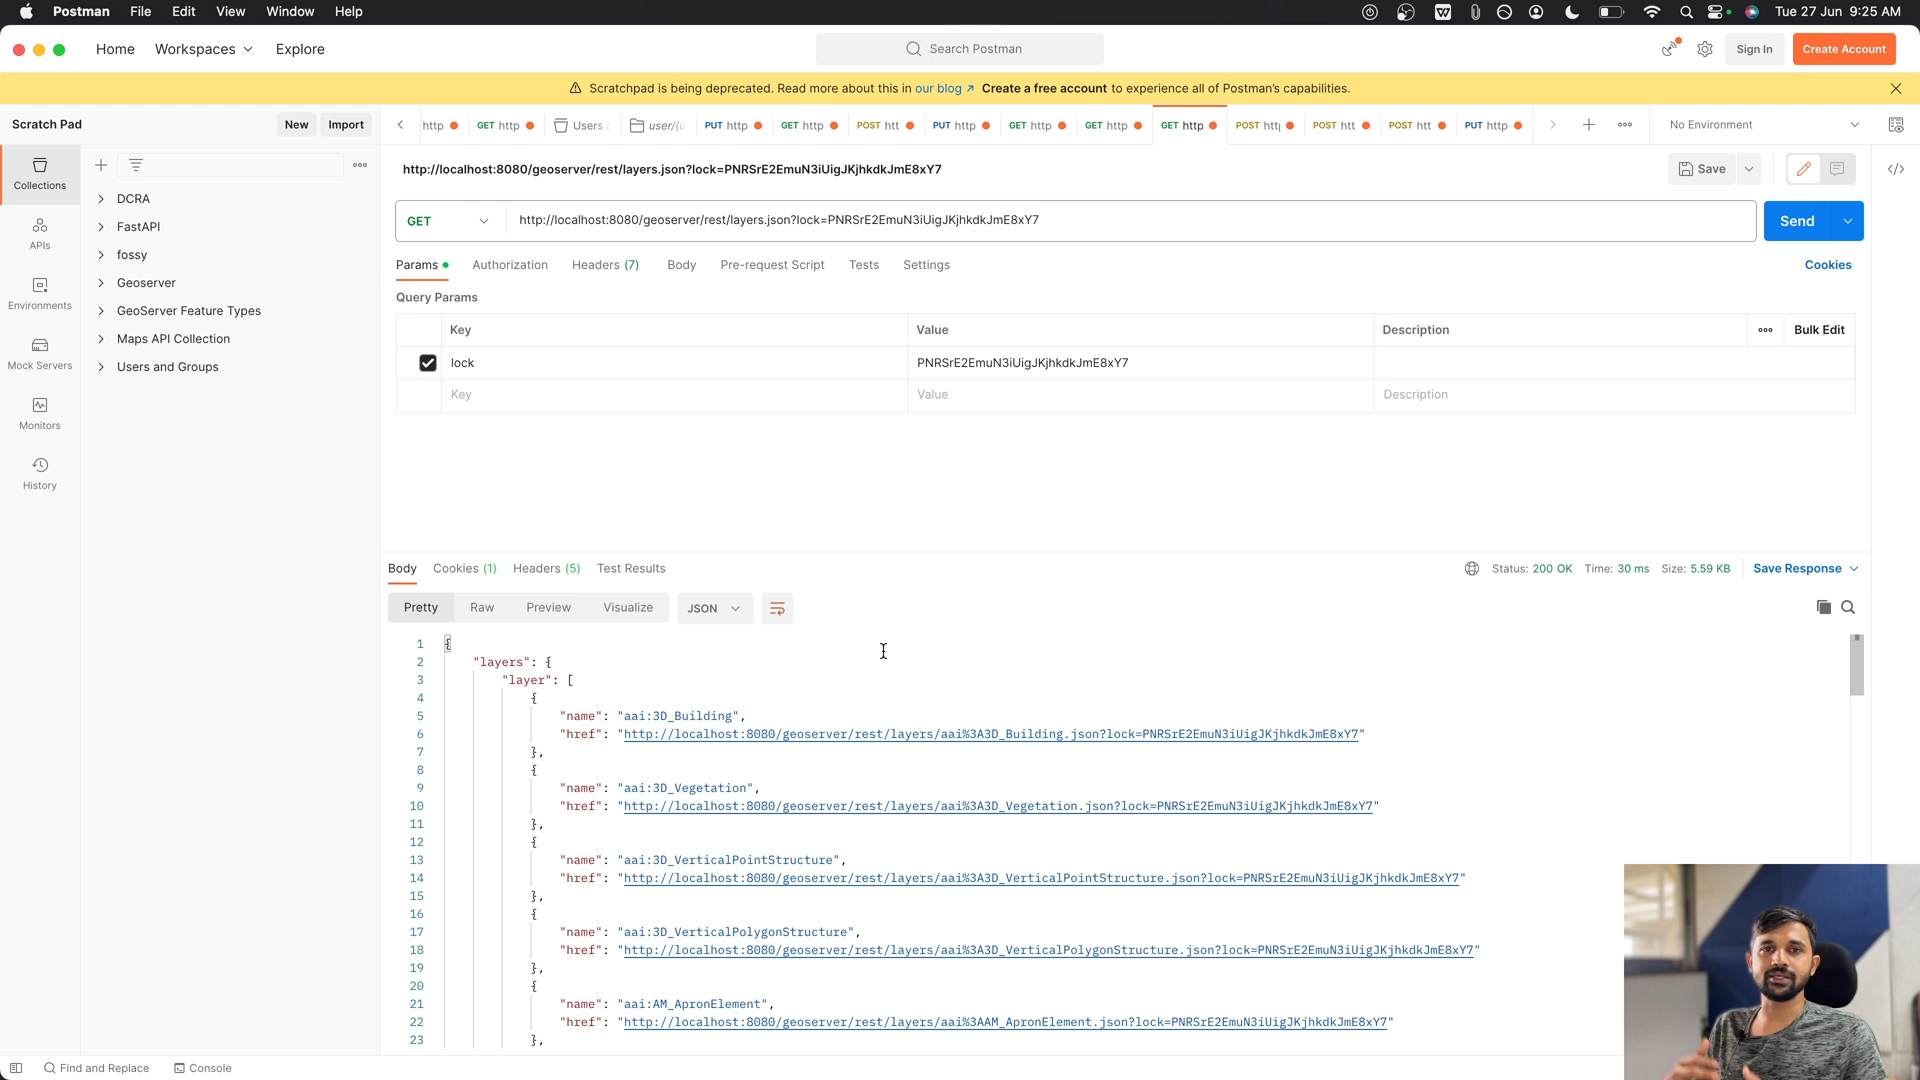 Postman File Edit View Window Help Tue 27 Jun 9:25 AM
Home Workspaces Explore Search Postman Sign In Create Account
Scratchpad is being deprecated. Read more about this in our blog ↗ Create a free account to experience all of Postman's capabilities.
Scratch Pad New Import
http GET http Users PUT http GET http POST htt PUT http GET http GET http GET http POST htt POST htt POST htt PUT http No Environment
Collections
APIs
Environments
Mock Servers
Monitors
History
DCRA
FastAPI
fossy
Geoserver
GeoServer Feature Types
Maps API Collection
Users and Groups
http://localhost:8080/geoserver/rest/layers.json?lock=PNRSrE2EmuN3iUigJKjhkdkJmE8xY7 Save
GET http://localhost:8080/geoserver/rest/layers.json?lock=PNRSrE2EmuN3iUigJKjhkdkJmE8xY7 Send
Params Authorization Headers (7) Body Pre-request Script Tests Settings Cookies
Query Params
Key Value Description Bulk Edit
lock PNRSrE2EmuN3iUigJKjhkdkJmE8xY7
Key Value Description
Body Cookies (1) Headers (5) Test Results Status: 200 OK Time: 30 ms Size: 5.59 KB Save Response
Pretty Raw Preview Visualize JSON
1 {
2 "layers": {
3 "layer": [
4 {
5 "name": "aai:3D_Building",
6 "href": "http://localhost:8080/geoserver/rest/layers/aai%3A3D_Building.json?lock=PNRSrE2EmuN3iUigJKjhkdkJmE8xY7"
7 },
8 {
9 "name": "aai:3D_Vegetation",
10 "href": "http://localhost:8080/geoserver/rest/layers/aai%3A3D_Vegetation.json?lock=PNRSrE2EmuN3iUigJKjhkdkJmE8xY7"
11 },
12 {
13 "name": "aai:3D_VerticalPointStructure",
14 "href": "http://localhost:8080/geoserver/rest/layers/aai%3A3D_VerticalPointStructure.json?lock=PNRSrE2EmuN3iUigJKjhkdkJmE8xY7"
15 },
16 {
17 "name": "aai:3D_VerticalPolygonStructure",
18 "href": "http://localhost:8080/geoserver/rest/layers/aai%3A3D_VerticalPolygonStructure.json?lock=PNRSrE2EmuN3iUigJKjhkdkJmE8xY7"
19 },
20 {
21 "name": "aai:AM_ApronElement",
22 "href": "http://localhost:8080/geoserver/rest/layers/aai%3AAM_ApronElement.json?lock=PNRSrE2EmuN3iUigJKjhkdkJmE8xY7"
23 },
Find and Replace Console